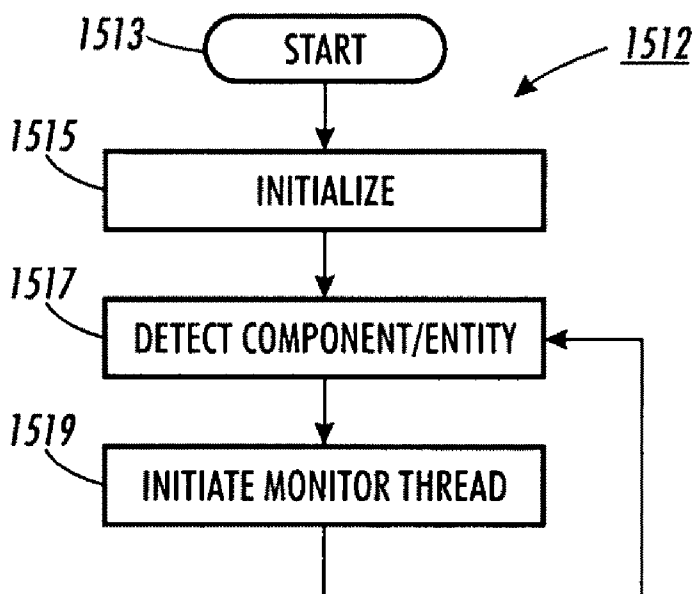 1513
START
1512
1515
INITIALIZE
1517
DETECT COMPONENT/ENTITY
1519
INITIATE MONITOR THREAD